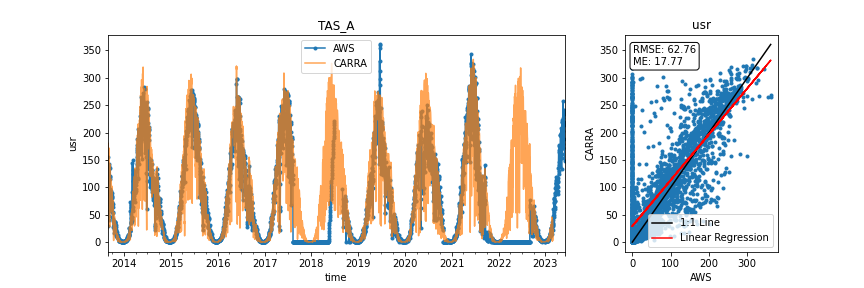 TAS_A
usr
350
300
250
200
150
100
50
0
usr
AWS
CARRA
2014 2015 2016 2017 2018 2019 2020 2021 2022 2023
time
usr
350
300
250
200
150
100
50
0
CARRA
RMSE: 62.76
ME: 17.77
1:1 Line
Linear Regression
0 100 200 300
AWS